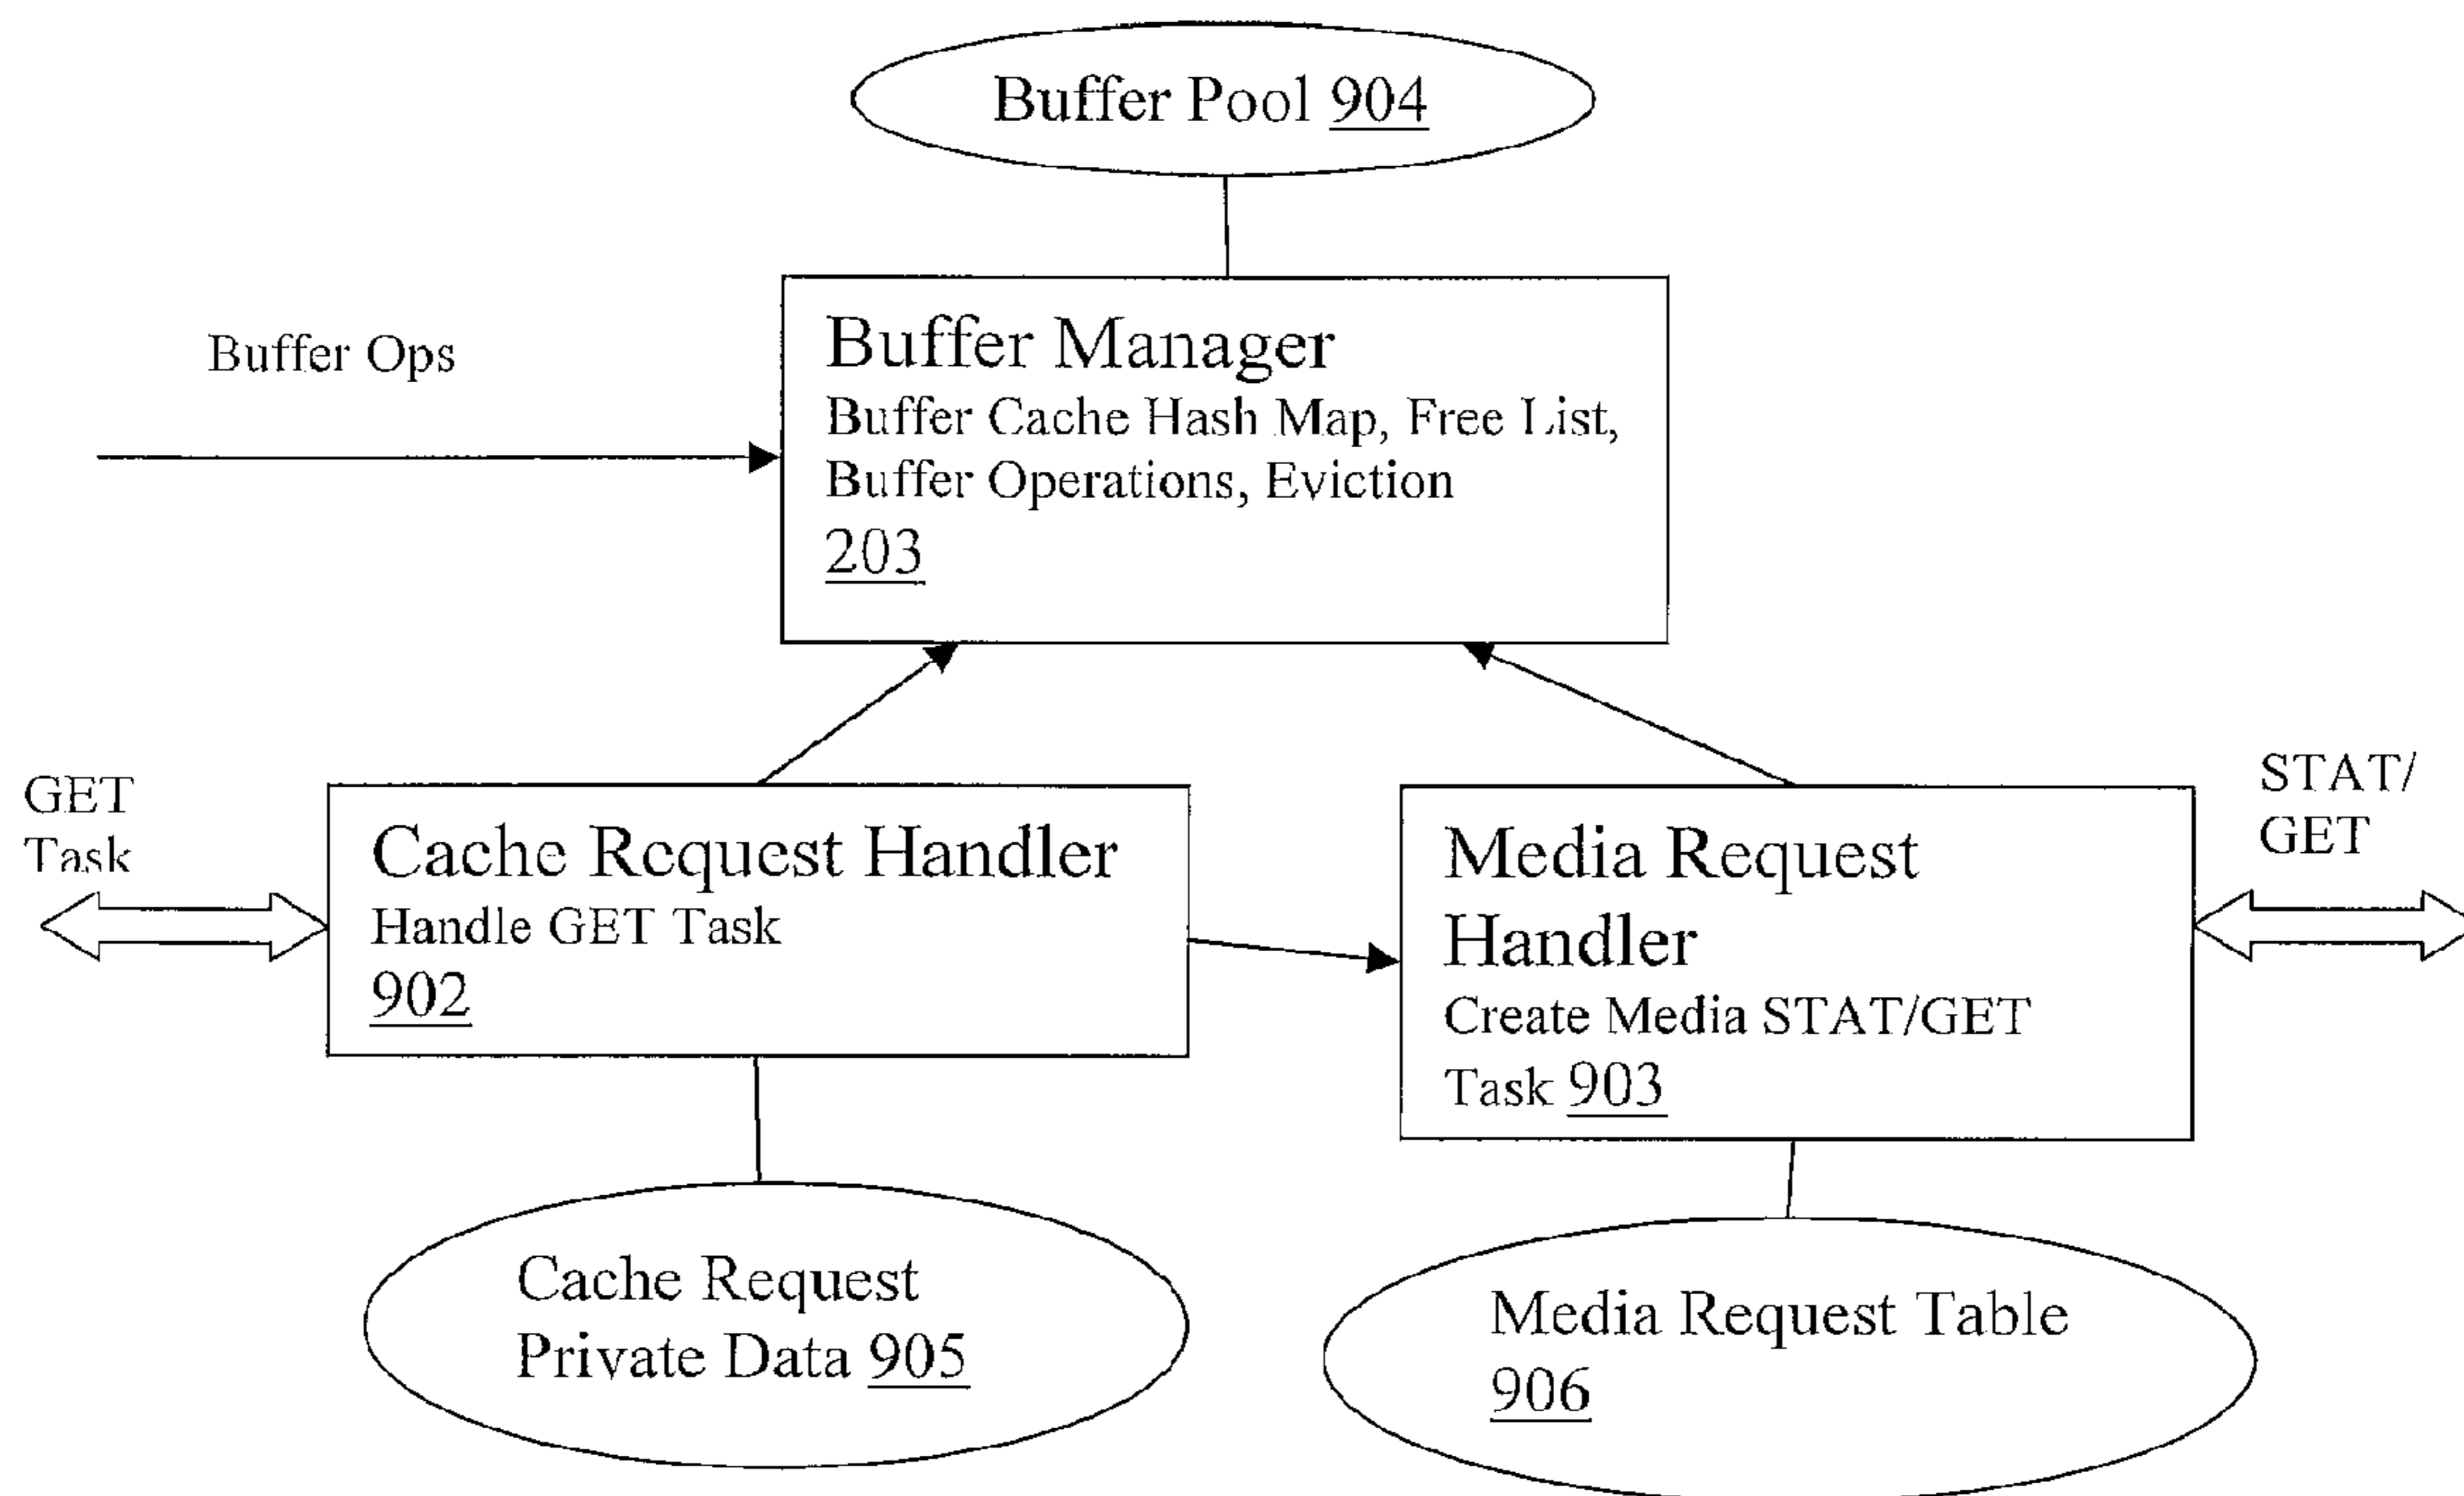 Buffer Pool 904
Buffer Ops
Buffer Manager
Buffer Cache Hash Map, Free List,
Buffer Operations, Eviction
203
GET
Task
Cache Request Handler
Handle GET Task
902
Media Request
Handler
Create Media STAT/GET
Task 903
STAT/
GET
Cache Request
Private Data 905
Media Request Table
906